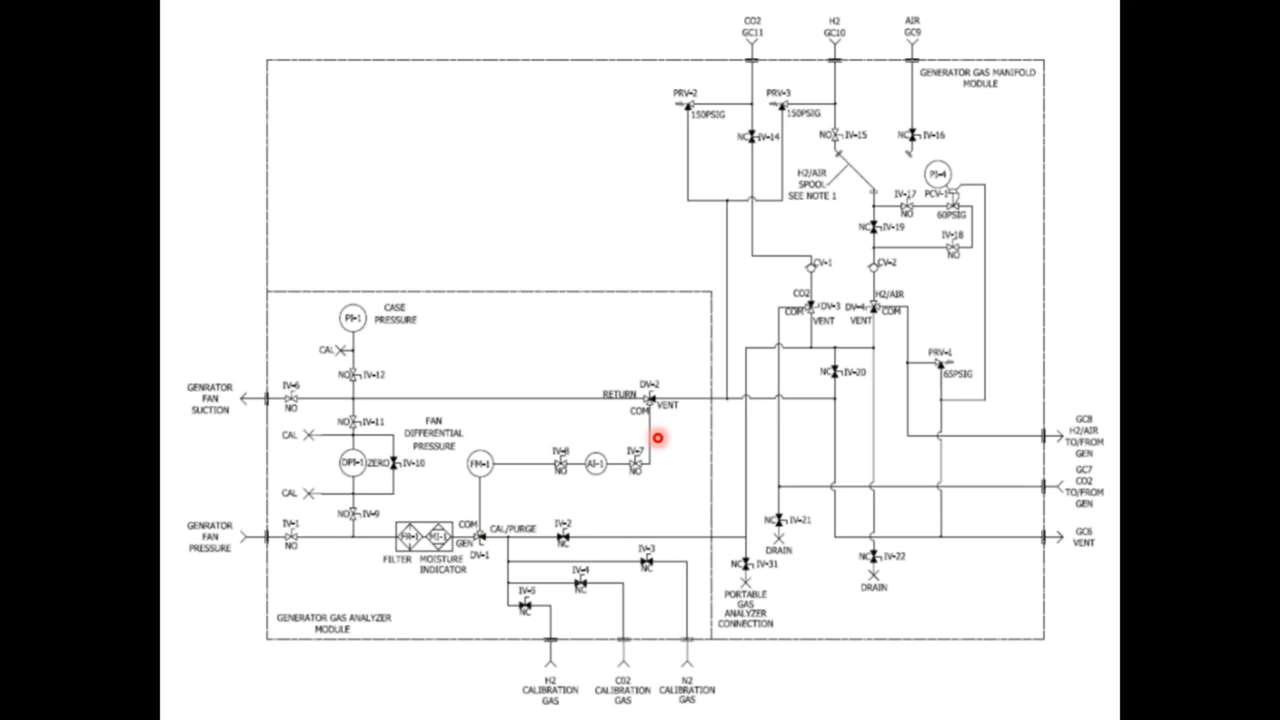 CO2
GC11
H2
GC10
AIR
GC9
GENERATOR GAS MANIFOLD
MODULE
PRV-2
150PSIG
PRV-3
150PSIG
NC IV-14
NO IV-15
NC IV-16
H2/AIR
SPOOL
SEE NOTE 1
PI-4
IV-17
NO
PCV-1
60PSIG
NC IV-19
IV-18
NO
CV-1
CV-2
CO2
COM
DV-3
VENT
H2/AIR
DV-4
COM
VENT
PRV-1
65PSIG
NC IV-20
PI-1
CASE
PRESSURE
CAL
NO IV-12
GENRATOR
FAN
SUCTION
IV-6
NO
RETURN
DV-2
COM
VENT
NO IV-11
CAL
FAN
DIFFERENTIAL
PRESSURE
DPI-1
ZERO
IV-10
FM-1
IV-8
NO
AI-1
IV-7
NO
CAL
NO IV-9
GC8
H2/AIR
TO/FROM
GEN
GC7
CO2
TO/FROM
GEN
GENRATOR
FAN
PRESSURE
IV-1
NO
FR-1
MI-1
FILTER
MOISTURE
INDICATOR
COM
GEN
DV-1
CAL/PURGE
IV-2
NC
IV-3
NC
IV-4
NC
IV-5
NC
NC IV-21
DRAIN
NC IV-31
PORTABLE
GAS
ANALYZER
CONNECTION
NC IV-22
DRAIN
GC6
VENT
GENERATOR GAS ANALYZER
MODULE
H2
CALIBRATION
GAS
CO2
CALIBRATION
GAS
N2
CALIBRATION
GAS